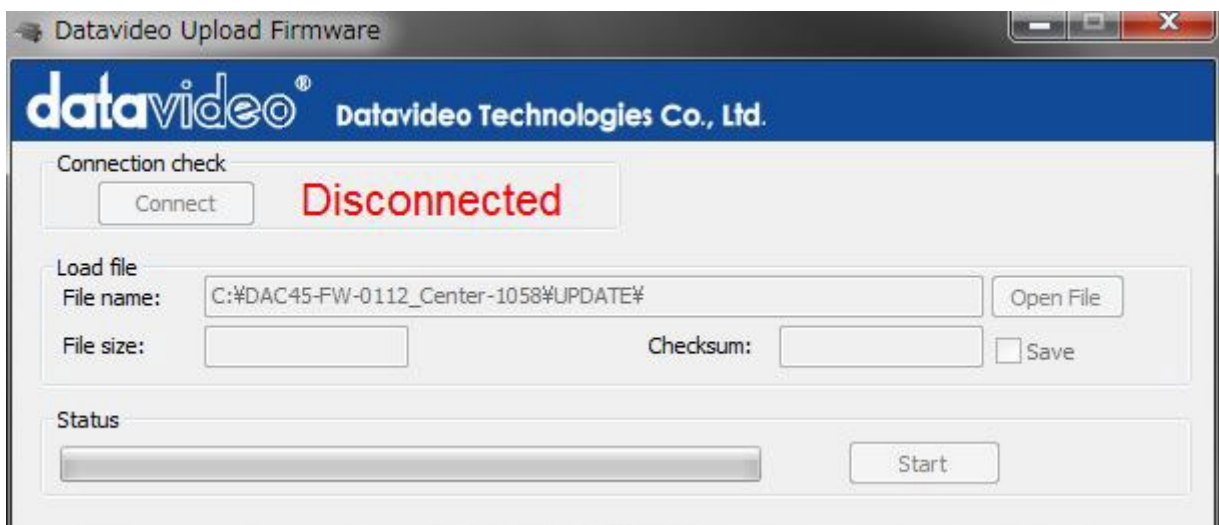 Datavideo Upload Firmware
datavideo® Datavideo Technologies Co., Ltd.
Connection check
Connect Disconnected
Load file
File name: C:¥DAC45-FW-0112_Center-1058¥UPDATE¥ Open File
File size: Checksum: Save
Status
Start